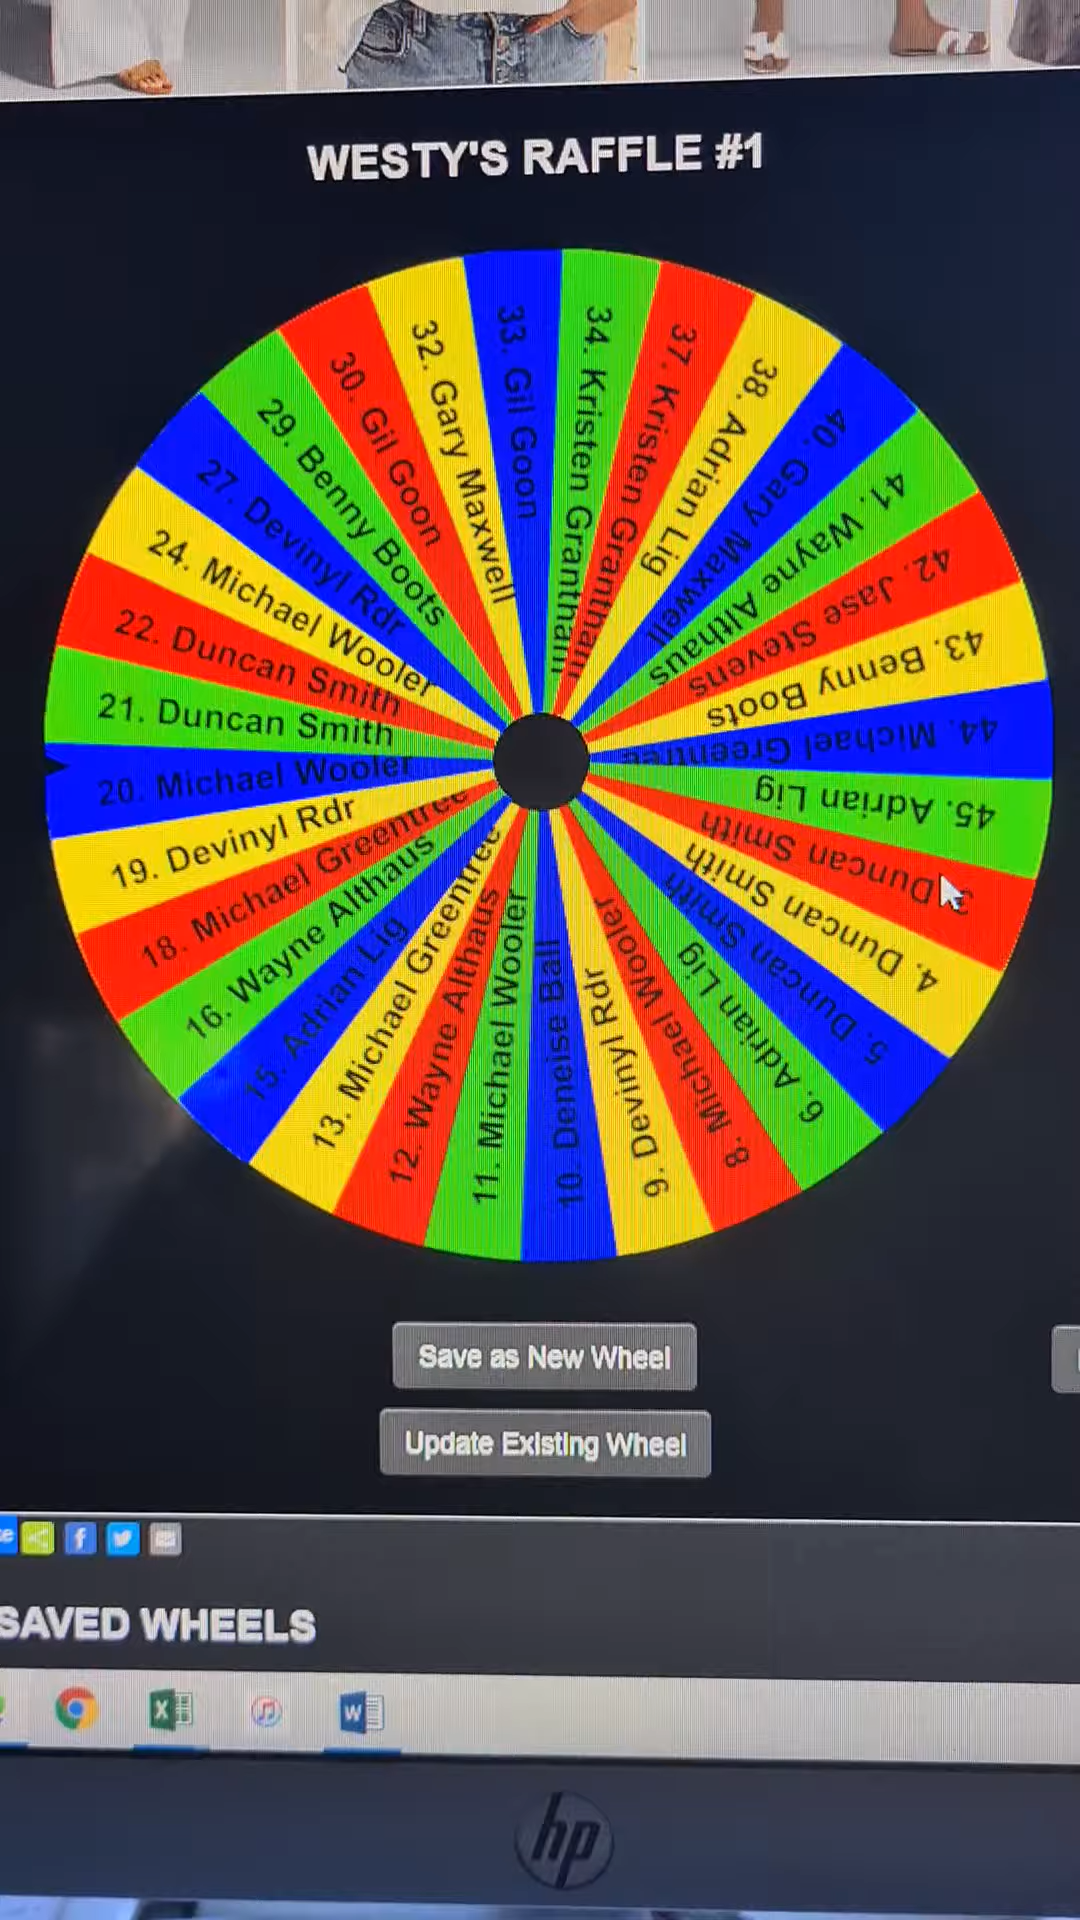 WESTY'S RAFFLE #1
33. Gil Goon
34. Kristen Grantham
37. Kristen Grantham
38. Adrian Lig
40. Gary Maxwell
41. Wayne Althaus
42. Jase Stevens
43. Benny Boots
44. Michael Greentree
45. Adrian Lig
3. Duncan Smith
4. Duncan Smith
5. Duncan Smith
6. Adrian Lig
8. Michael Wooler
9. Devinyl Rdr
10. Deneise Ball
11. Michael Wooler
12. Wayne Althaus
13. Michael Greentree
15. Adrian Lig
16. Wayne Althaus
18. Michael Greentree
19. Devinyl Rdr
20. Michael Wooler
21. Duncan Smith
22. Duncan Smith
24. Michael Wooler
27. Devinyl Rdr
29. Benny Boots
30. Gil Goon
32. Gary Maxwell
Save as New Wheel
Update Existing Wheel
SAVED WHEELS
hp